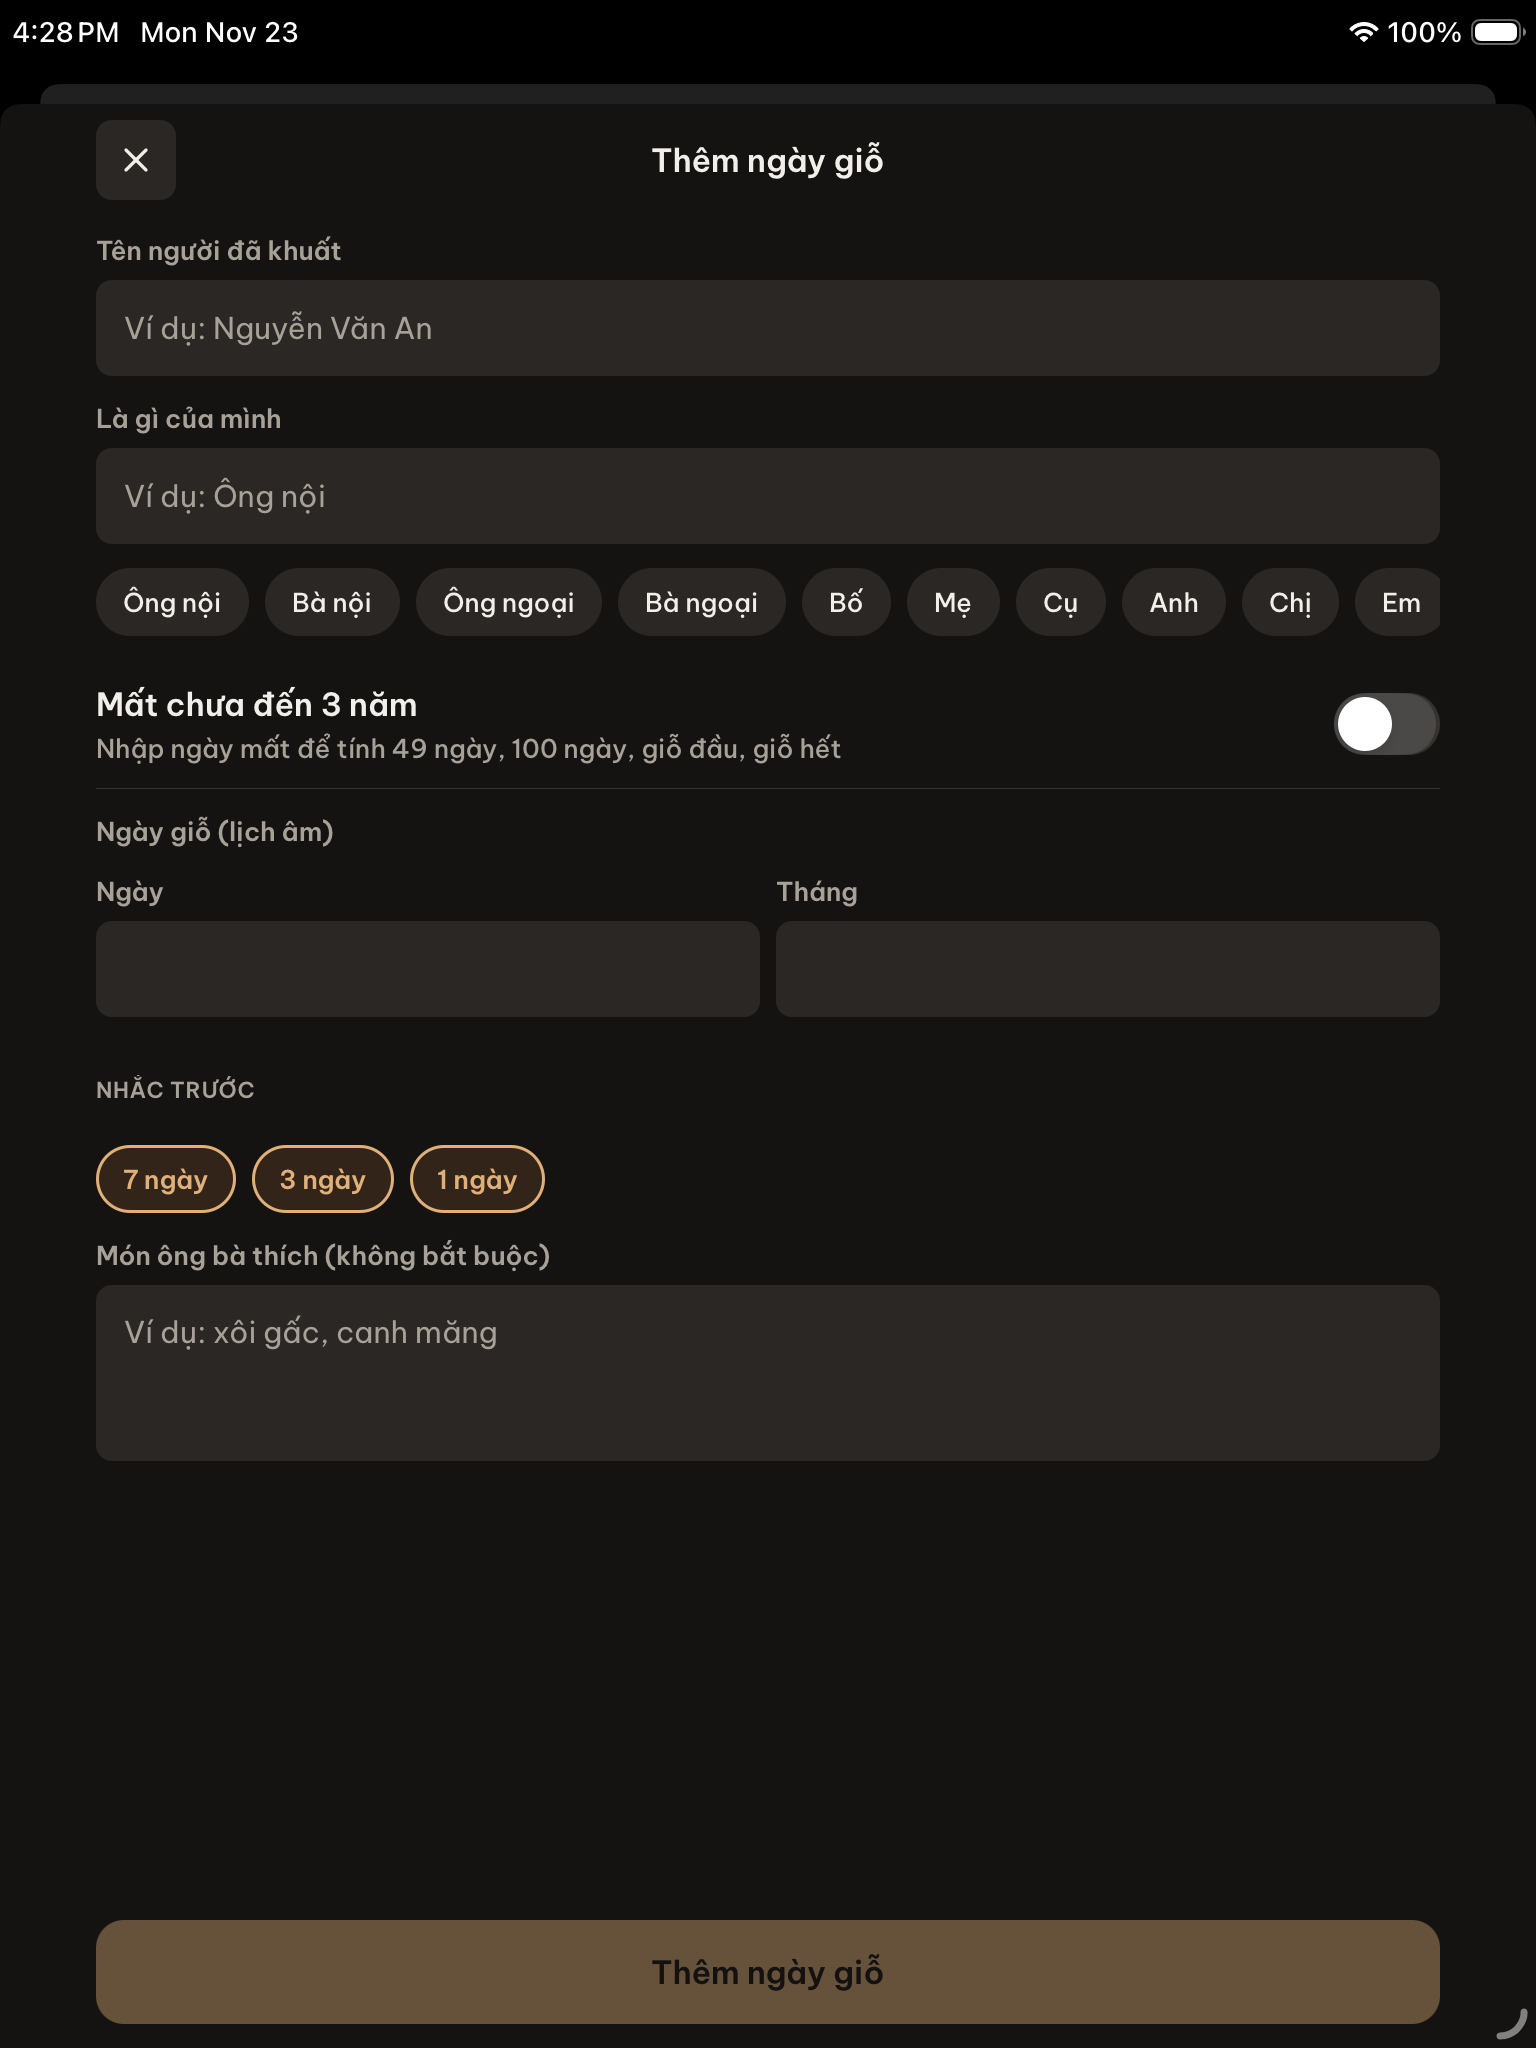 4:28 PM Mon Nov 23 100%
Thêm ngày giỗ
Tên người đã khuất
Ví dụ: Nguyễn Văn An
Là gì của mình
Ví dụ: Ông nội
Ông nội Bà nội Ông ngoại Bà ngoại Bố Mẹ Cụ Anh Chị Em
Mất chưa đến 3 năm
Nhập ngày mất để tính 49 ngày, 100 ngày, giỗ đầu, giỗ hết
Ngày giỗ (lịch âm)
Ngày Tháng
NHẮC TRƯỚC
7 ngày 3 ngày 1 ngày
Món ông bà thích (không bắt buộc)
Ví dụ: xôi gấc, canh măng
Thêm ngày giỗ